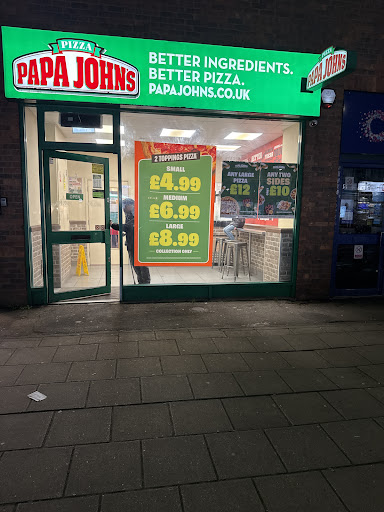 PIZZA
PAPA JOHNS
BETTER INGREDIENTS.
BETTER PIZZA.
PAPAJOHNS.CO.UK
PIZZA
PAPA JOHNS
2 TOPPINGS PIZZA
SMALL
£4.99
MEDIUM
£6.99
LARGE
£8.99
COLLECTION ONLY
ANY LARGE
PIZZA
£12
ANY TWO
SIDES
£10
OPEN